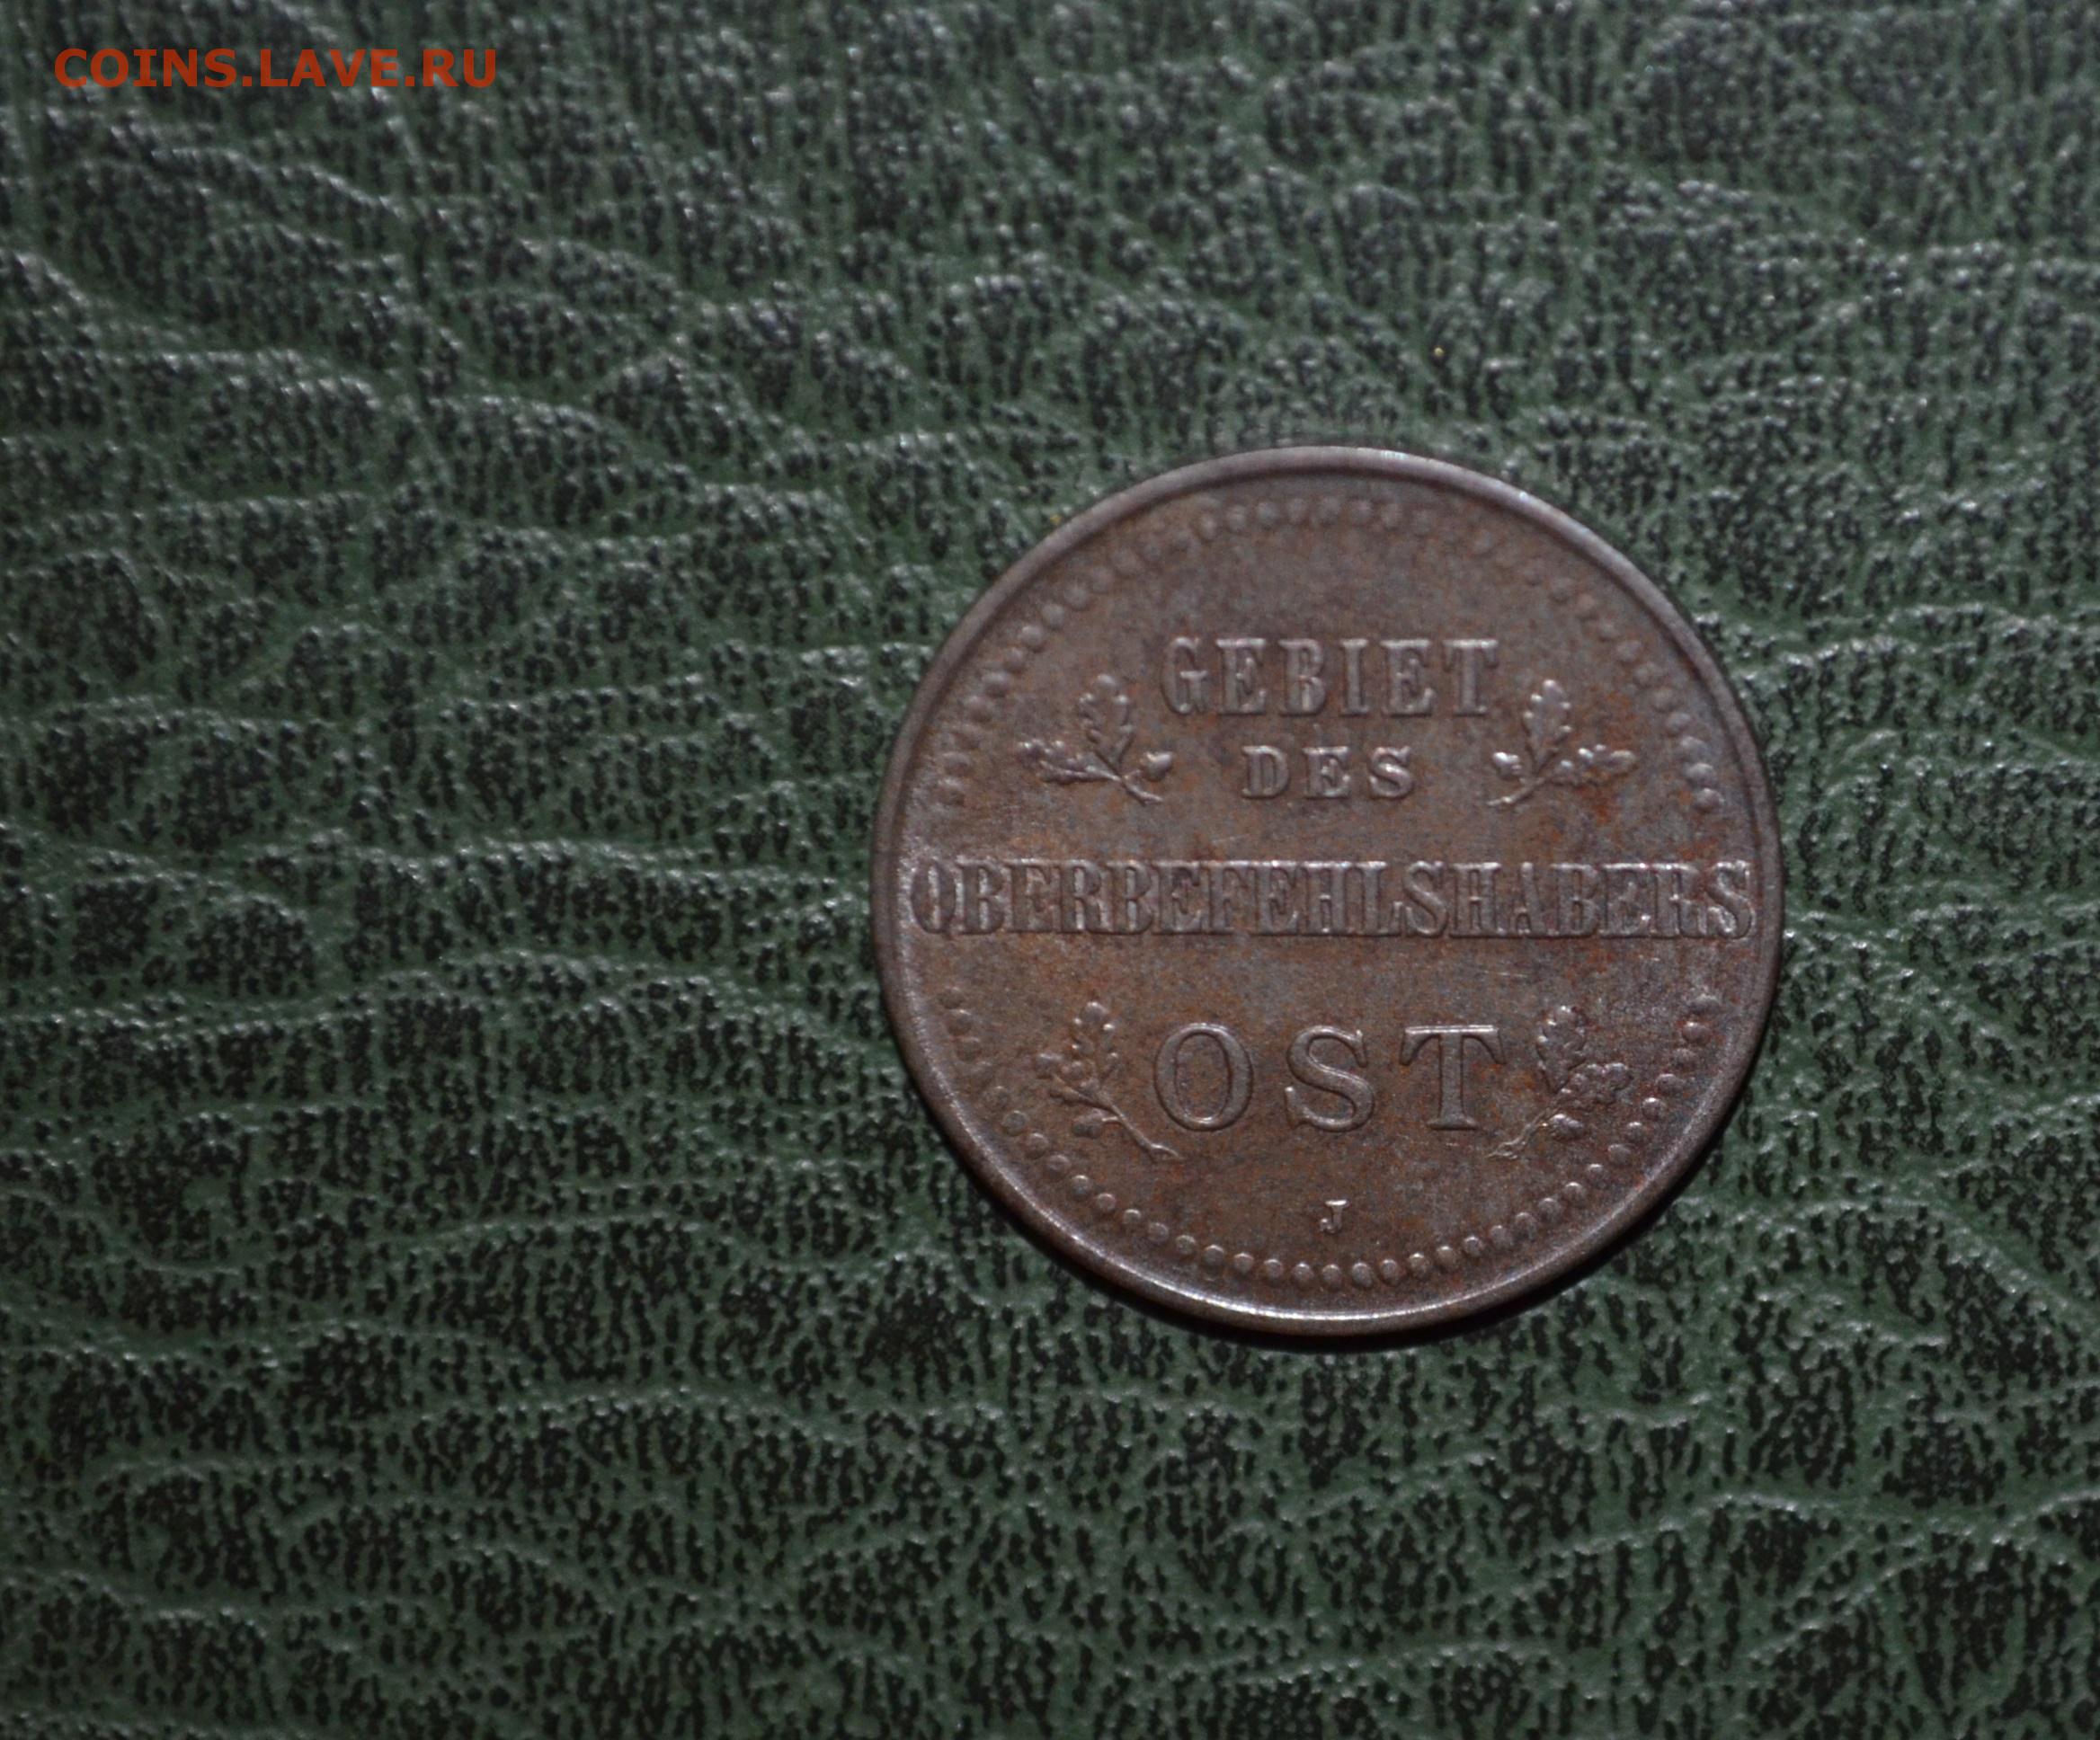 COINS.LAVE.RU
GEBIET
DES
OBERBEFEHLSHABERS
OST
J